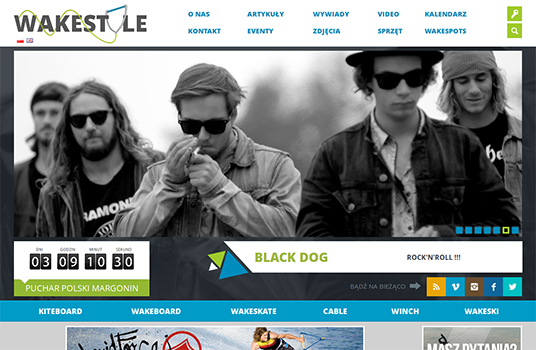 WAKESTYLE
O NAS
ARTYKUŁY
WYWIADY
VIDEO
KALENDARZ
KONTAKT
EVENTY
ZDJĘCIA
SPRZĘT
WAKESPOTS
RAMON
DNI GODZIN MINUT SEKUND
03 09 10 30
PUCHAR POLSKI MARGONIN
BLACK DOG
ROCK'N'ROLL !!!
BĄDŹ NA BIEŻĄCO
KITEBOARD
WAKEBOARD
WAKESKATE
CABLE
WINCH
WAKESKI
MASZ PYTANIA?